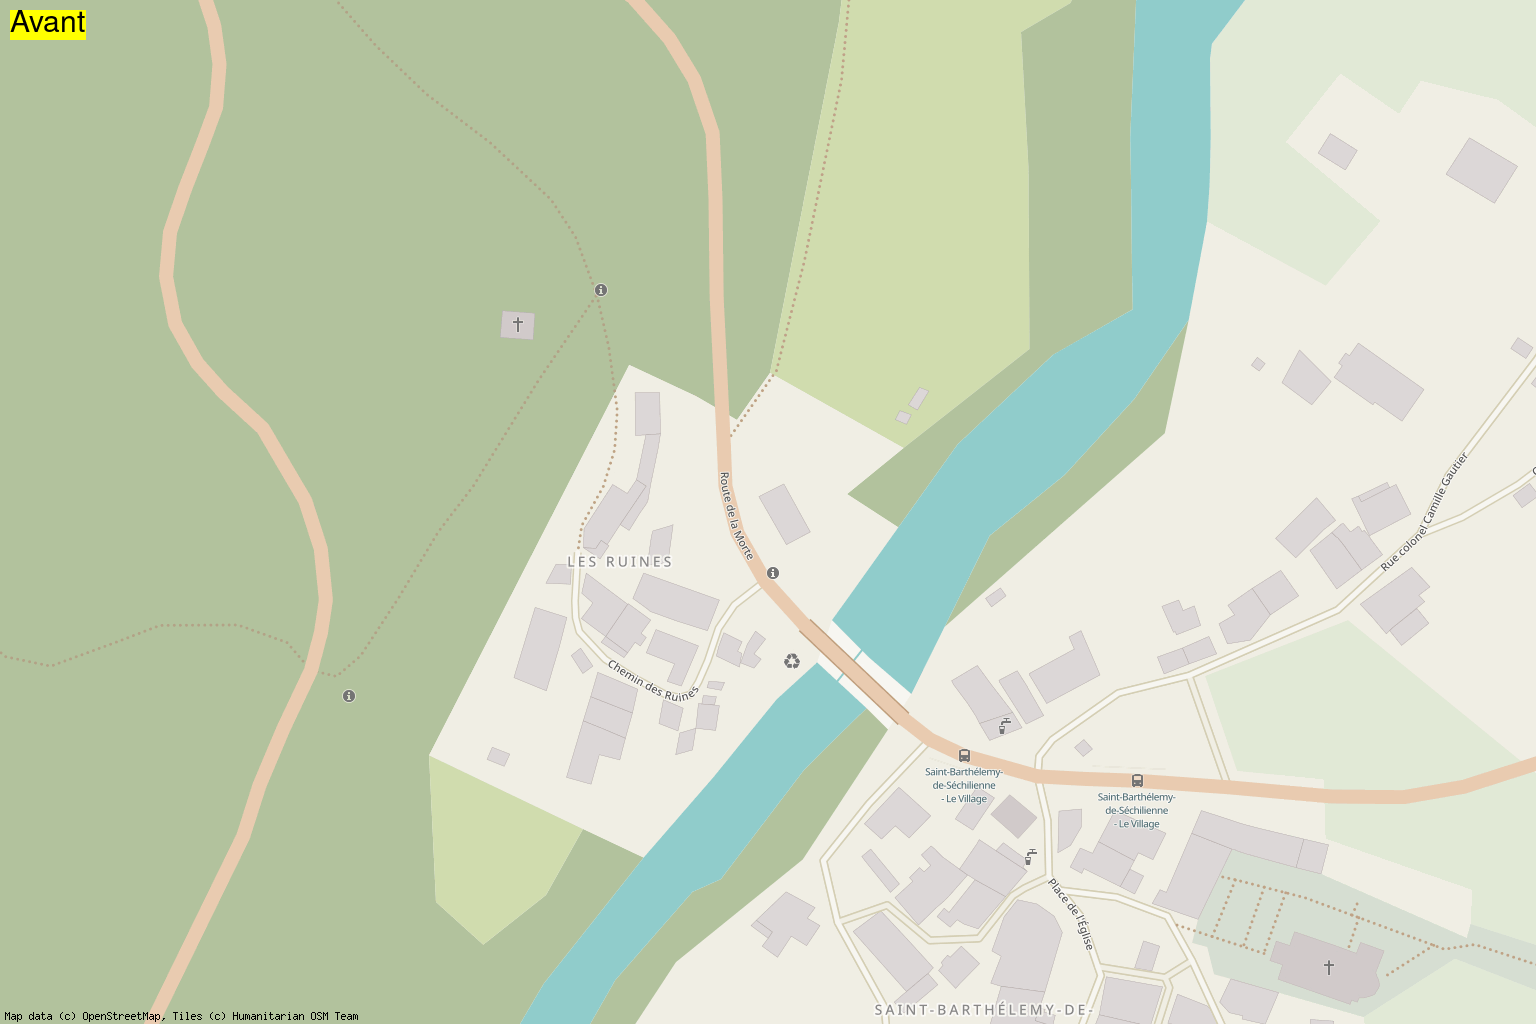 Avant
Route de la Morte
Rue colonel Camille Gautier
LES RUINES
Chemin des Ruines
Saint-Barthélemy-
de-Séchilienne
- Le Village
Saint-Barthélemy-
de-Séchilienne
- Le Village
Place de l'Église
SAINT-BARTHÉLEMY-DE-
Map data (c) OpenStreetMap, Tiles (c) Humanitarian OSM Team